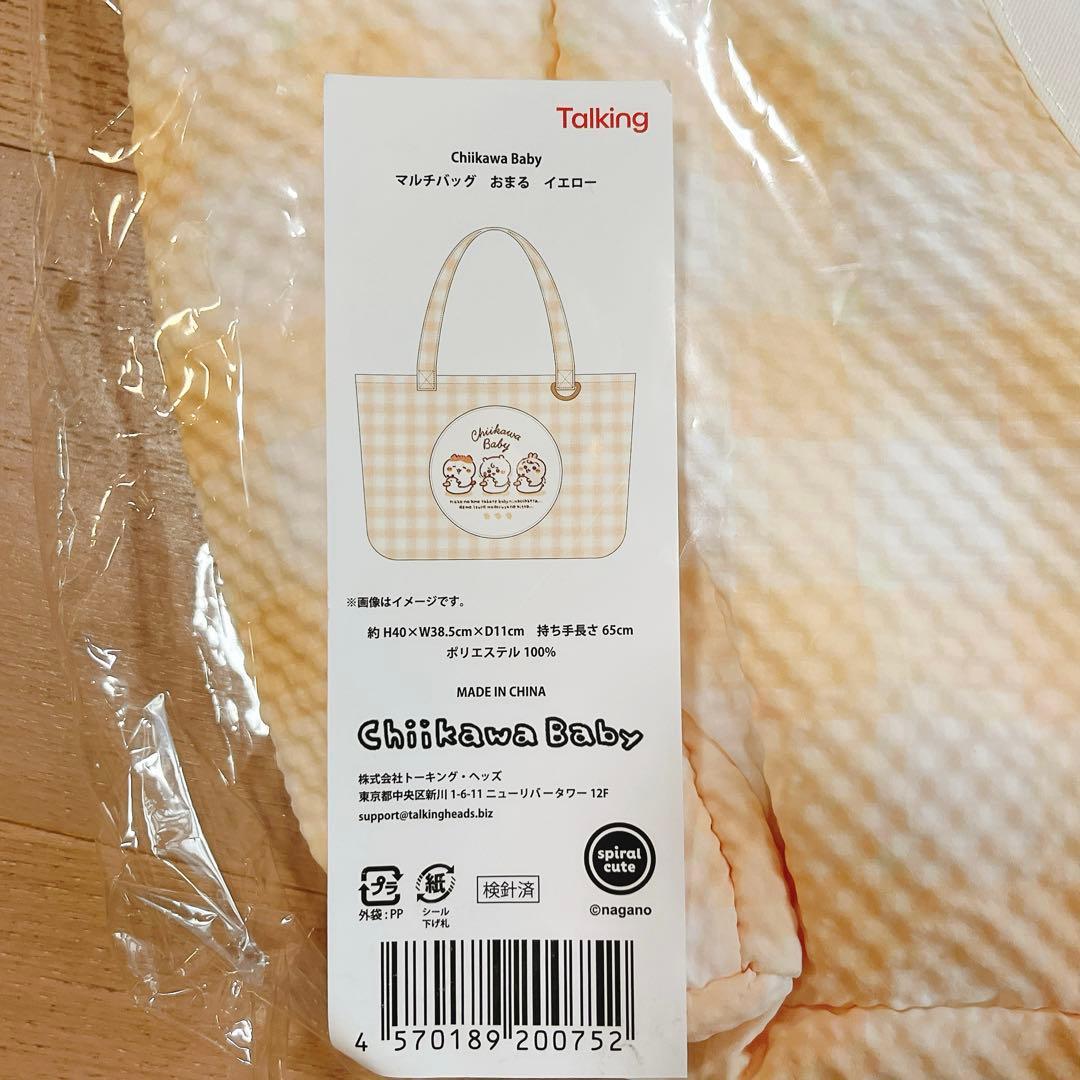 Talking
Chiikawa Baby
マルチバッグ　おまる　イエロー
Chiikawa
Baby
※画像はイメージです。
約 H40×W38.5cm×D11cm　持ち手長さ 65cm
ポリエステル 100%
MADE IN CHINA
Chiikawa Baby
株式会社トーキング・ヘッズ
東京都中央区新川 1-6-11 ニューリバータワー 12F
support@talkingheads.biz
spiral
cute
プラ
紙
検針済
外袋 : PP
シール
下げ札
©nagano
4 570189 200752